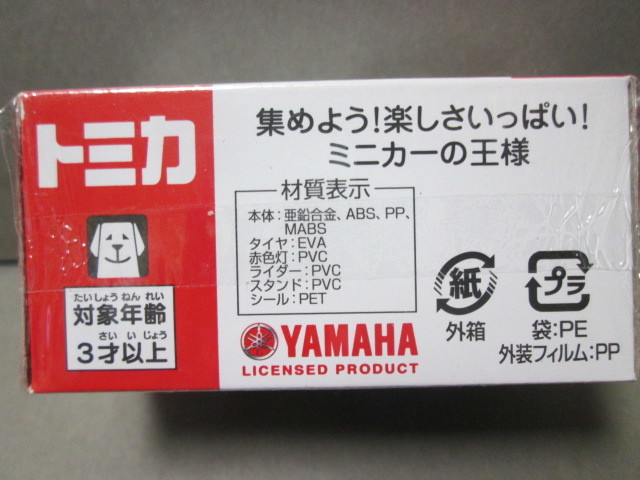 トミカ
たいしょうねんれい
対象年齢
さいいじょう
3才以上
集めよう!楽しさいっぱい!
ミニカーの王様
材質表示
本体:亜鉛合金、ABS、PP、
MABS
タイヤ:EVA
赤色灯:PVC
ライダー:PVC
スタンド:PVC
シール:PET
YAMAHA
LICENSED PRODUCT
紙
外箱
プラ
袋:PE
外装フィルム:PP